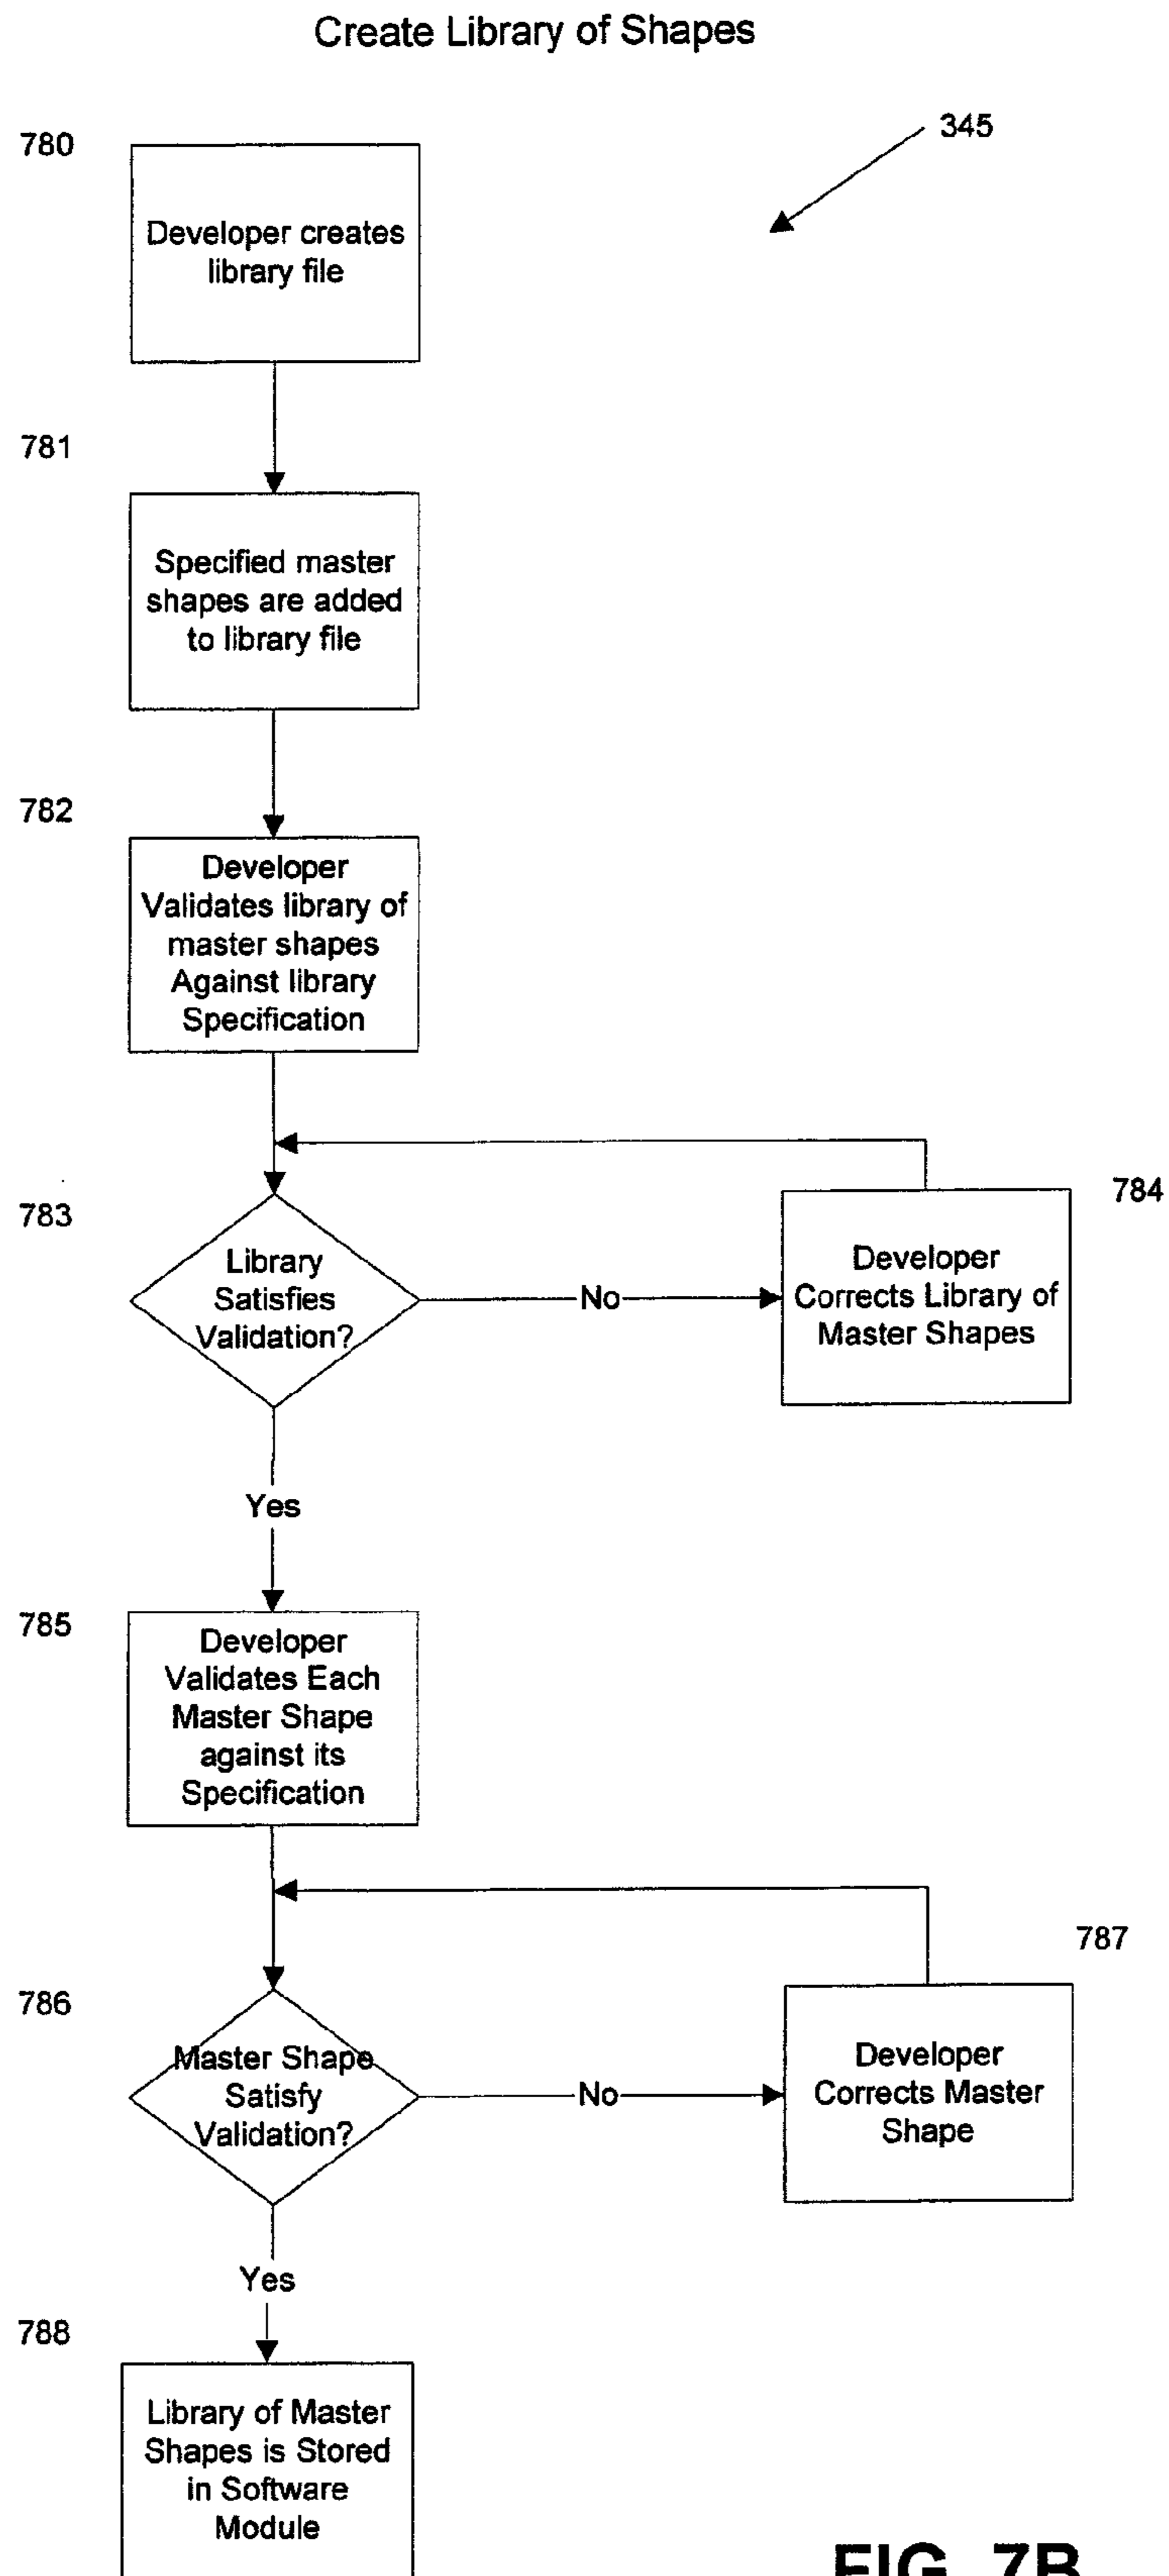 Create Library of Shapes
345
780
Developer creates
library file
781
Specified master
shapes are added
to library file
782
Developer
Validates library of
master shapes
Against library
Specification
783
Library
Satisfies
Validation?
No
784
Developer
Corrects Library of
Master Shapes
Yes
785
Developer
Validates Each
Master Shape
against its
Specification
786
Master Shape
Satisfy
Validation?
No
787
Developer
Corrects Master
Shape
Yes
788
Library of Master
Shapes is Stored
in Software
Module
FIG. 7B